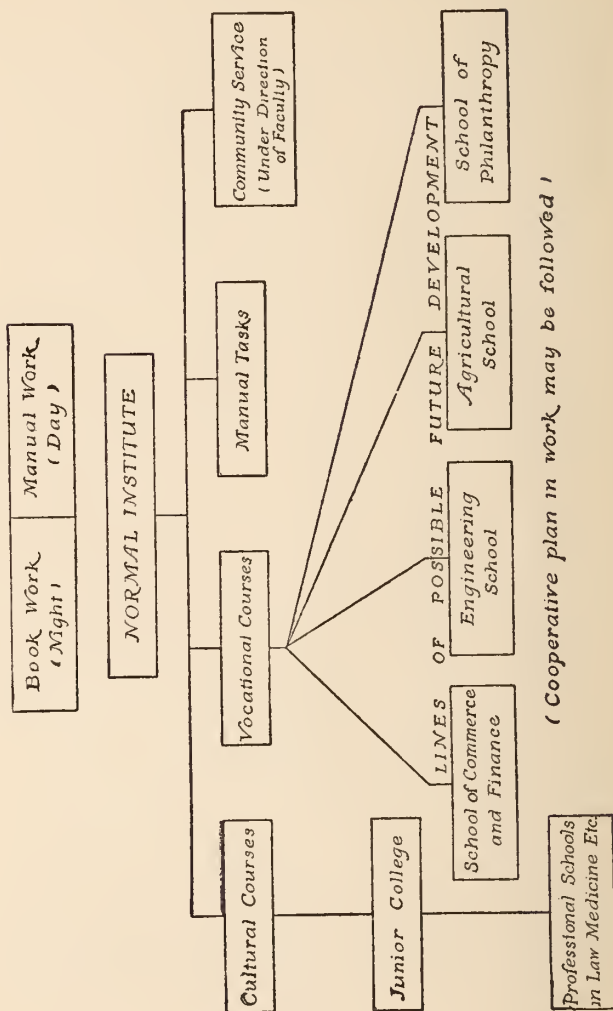 Book Work
(Night)
Manual Work
(Day)
NORMAL INSTITUTE
Cultural Courses
Vocational Courses
Manual Tasks
Community Service
(Under Direction
of Faculty)
Junior College
LINES OF POSSIBLE FUTURE DEVELOPMENT
School of Commerce
and Finance
Engineering
School
Agricultural
School
School of
Philanthropy
Professional Schools
in Law Medicine Etc.
(Cooperative plan in work may be followed)